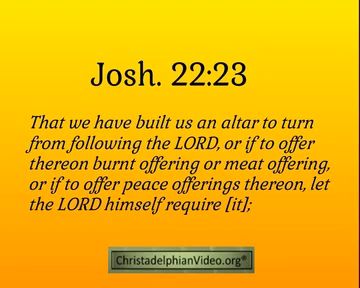 Josh. 22:23
That we have built us an altar to turn
from following the LORD, or if to offer
thereon burnt offering or meat offering,
or if to offer peace offerings thereon, let
the LORD himself require [it];
ChristadelphianVideo.org®